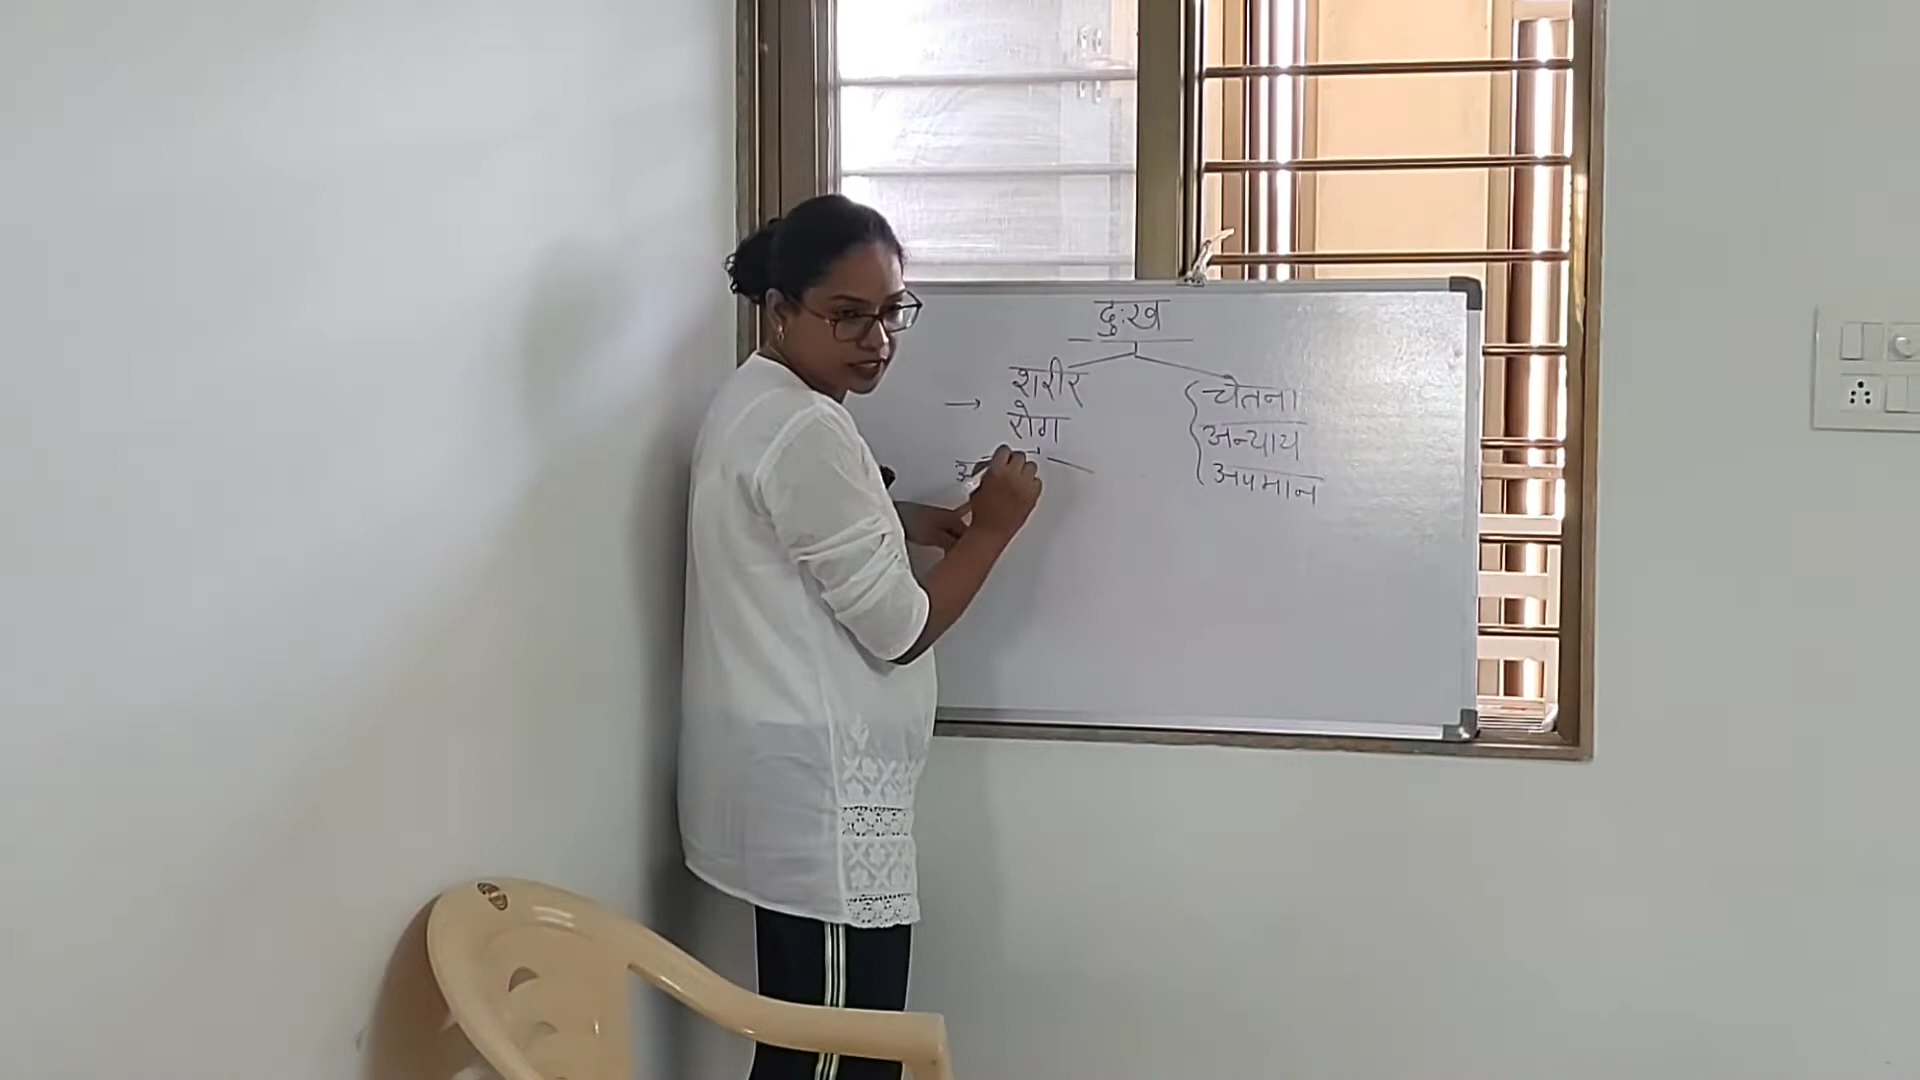 दुःख
शरीर
रोग
चेतना
अन्याय
अपमान